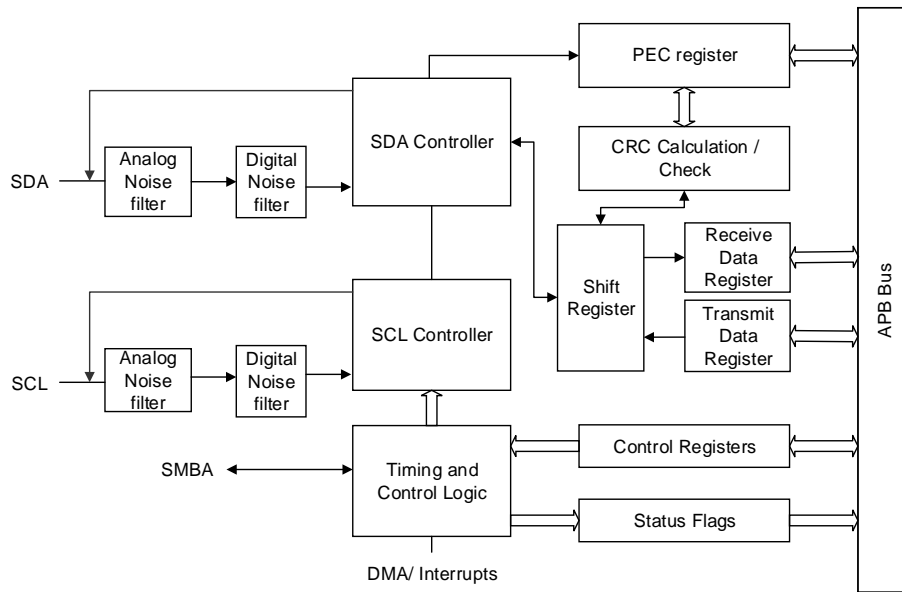 PEC register
SDA Controller
CRC Calculation /
Check
SDA
Analog
Noise
filter
Digital
Noise
filter
Shift
Register
Receive
Data
Register
Transmit
Data
Register
APB Bus
SCL Controller
SCL
Analog
Noise
filter
Digital
Noise
filter
SMBA
Timing and
Control Logic
Control Registers
Status Flags
DMA/ Interrupts